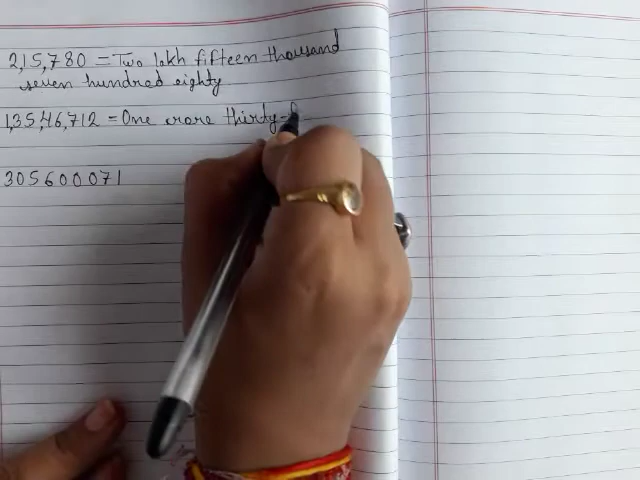 2,15,780 = Two lakh fifteen thousand
seven hundred eighty
1,35,46,712 = One crore thirty-
305600071